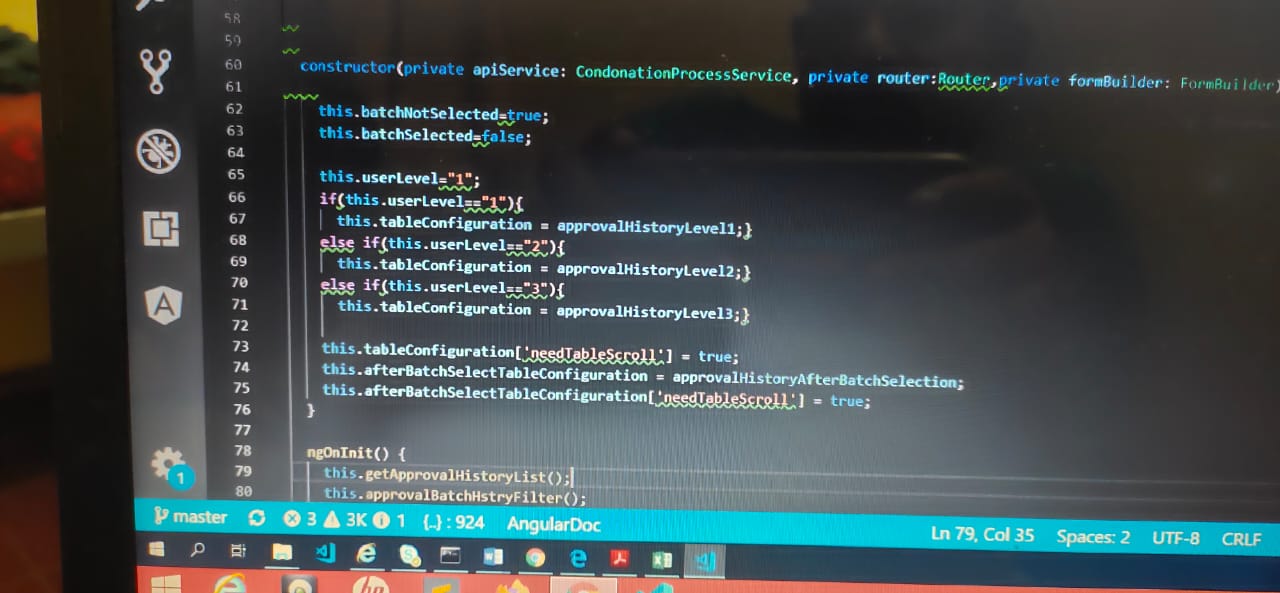 58
59
60 constructor(private apiService: CondonationProcessService, private router:Router,private formBuilder: FormBuilder)
61
62 this.batchNotSelected=true;
63 this.batchSelected=false;
64
65 this.userLevel="1";
66 if(this.userLevel=="1"){
67 this.tableConfiguration = approvalHistoryLevel1;}
68 else if(this.userLevel=="2"){
69 this.tableConfiguration = approvalHistoryLevel2;}
70 else if(this.userLevel=="3"){
71 this.tableConfiguration = approvalHistoryLevel3;}
72
73 this.tableConfiguration['needTableScroll'] = true;
74 this.afterBatchSelectTableConfiguration = approvalHistoryAfterBatchSelection;
75 this.afterBatchSelectTableConfiguration['needTableScroll'] = true;
76 }
77
78 ngOnInit() {
79 this.getApprovalHistoryList();
80 this.approvalBatchHstryFilter();
1
master 3 3K 1 {..} : 924 AngularDoc Ln 79, Col 35 Spaces: 2 UTF-8 CRLF
hp